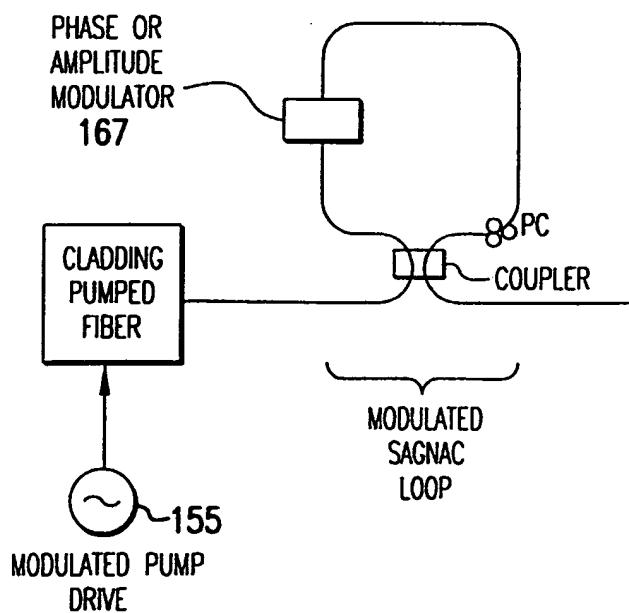 PHASE OR
AMPLITUDE
MODULATOR
167
PC
CLADDING
PUMPED
FIBER
COUPLER
MODULATED
SAGNAC
LOOP
155
MODULATED PUMP
DRIVE